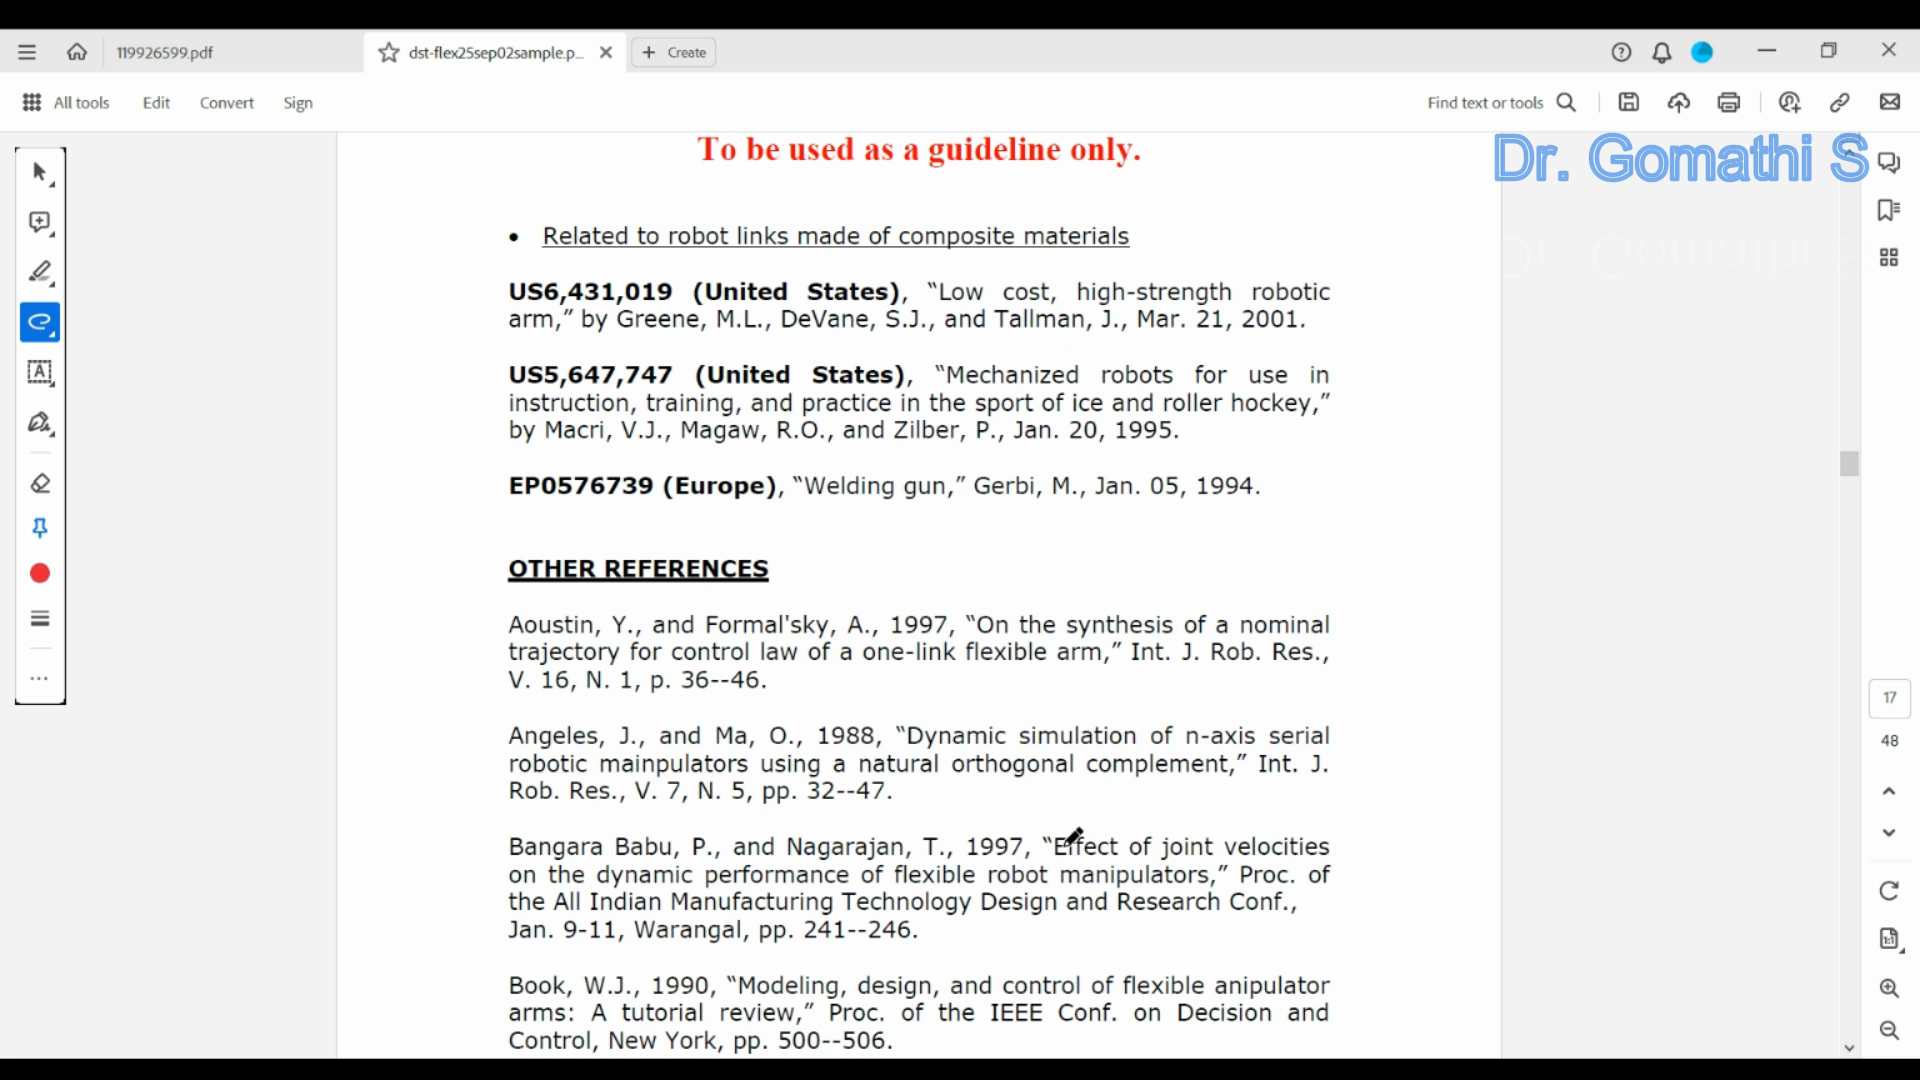 119926599.pdf
dst-flex25sep02sample.p...
Create
All tools
Edit
Convert
Sign
Find text or tools
To be used as a guideline only.
Dr. Gomathi S
• Related to robot links made of composite materials
US6,431,019 (United States), “Low cost, high-strength robotic
arm,” by Greene, M.L., DeVane, S.J., and Tallman, J., Mar. 21, 2001.
US5,647,747 (United States), “Mechanized robots for use in
instruction, training, and practice in the sport of ice and roller hockey,”
by Macri, V.J., Magaw, R.O., and Zilber, P., Jan. 20, 1995.
EP0576739 (Europe), “Welding gun,” Gerbi, M., Jan. 05, 1994.
OTHER REFERENCES
Aoustin, Y., and Formal'sky, A., 1997, “On the synthesis of a nominal
trajectory for control law of a one-link flexible arm,” Int. J. Rob. Res.,
V. 16, N. 1, p. 36--46.
Angeles, J., and Ma, O., 1988, “Dynamic simulation of n-axis serial
robotic mainpulators using a natural orthogonal complement,” Int. J.
Rob. Res., V. 7, N. 5, pp. 32--47.
Bangara Babu, P., and Nagarajan, T., 1997, “Effect of joint velocities
on the dynamic performance of flexible robot manipulators,” Proc. of
the All Indian Manufacturing Technology Design and Research Conf.,
Jan. 9-11, Warangal, pp. 241--246.
Book, W.J., 1990, “Modeling, design, and control of flexible anipulator
arms: A tutorial review,” Proc. of the IEEE Conf. on Decision and
Control, New York, pp. 500--506.
17
48